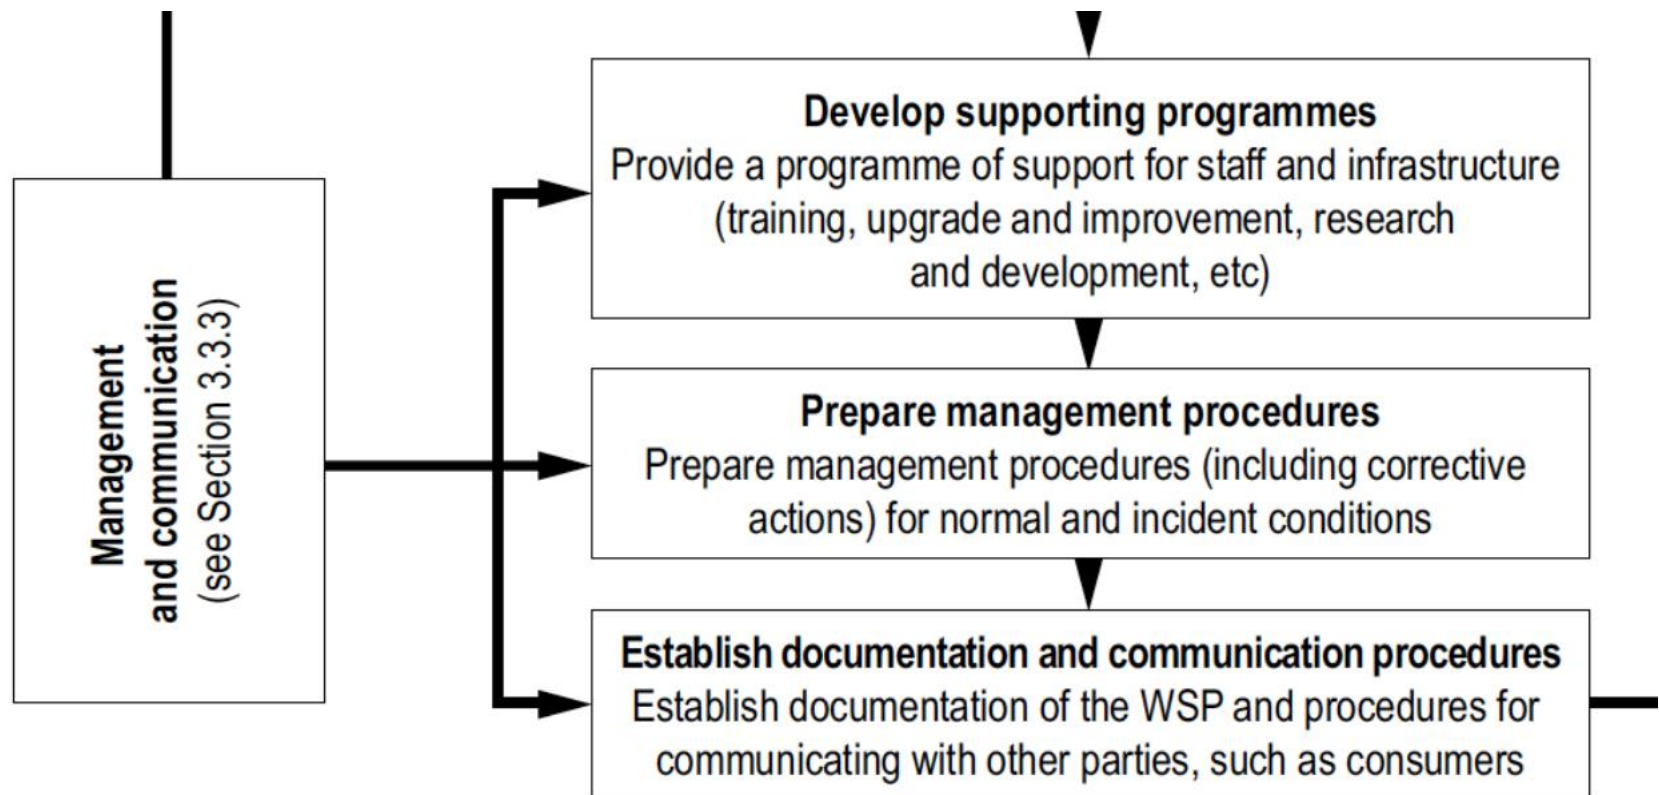 Management
and communication
(see Section 3.3.3)
Develop supporting programmes
Provide a programme of support for staff and infrastructure
(training, upgrade and improvement, research
and development, etc)
Prepare management procedures
Prepare management procedures (including corrective
actions) for normal and incident conditions
Establish documentation and communication procedures
Establish documentation of the WSP and procedures for
communicating with other parties, such as consumers